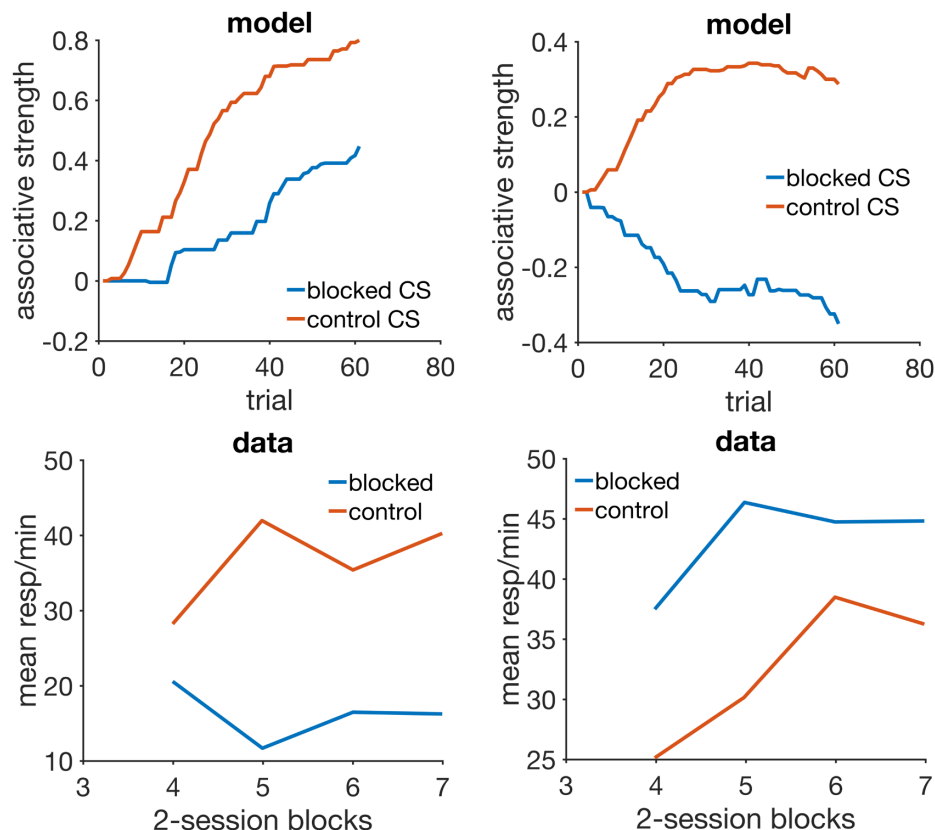 model
0.8
0.6
0.4
0.2
0
-0.2
associative strength
blocked CS
control CS
0 20 40 60 80
trial
model
0.4
0.2
0
-0.2
-0.4
associative strength
blocked CS
control CS
0 20 40 60 80
trial
data
50
40
30
20
10
mean resp/min
blocked
control
3 4 5 6 7
2-session blocks
data
50
45
40
35
30
25
mean resp/min
blocked
control
3 4 5 6 7
2-session blocks